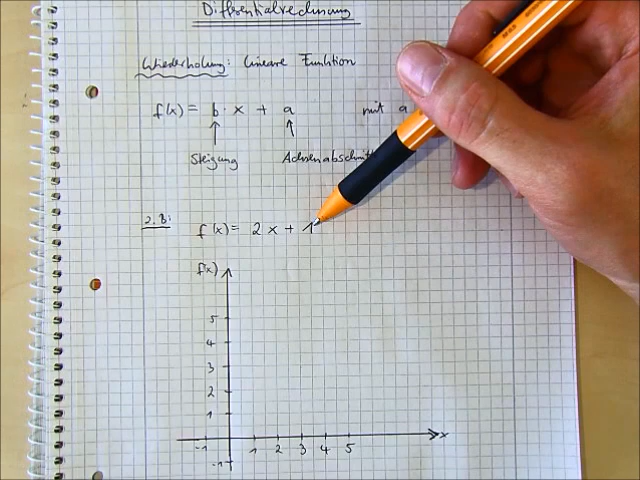 Differentialrechnung
Wiederholung: lineare Funktion
f(x) = b · x + a mit a
Steigung Achsenabschnitt
z.B: f(x) = 2x + 1
f(x)
5
4
3
2
1
-1 1 2 3 4 5 x
-1